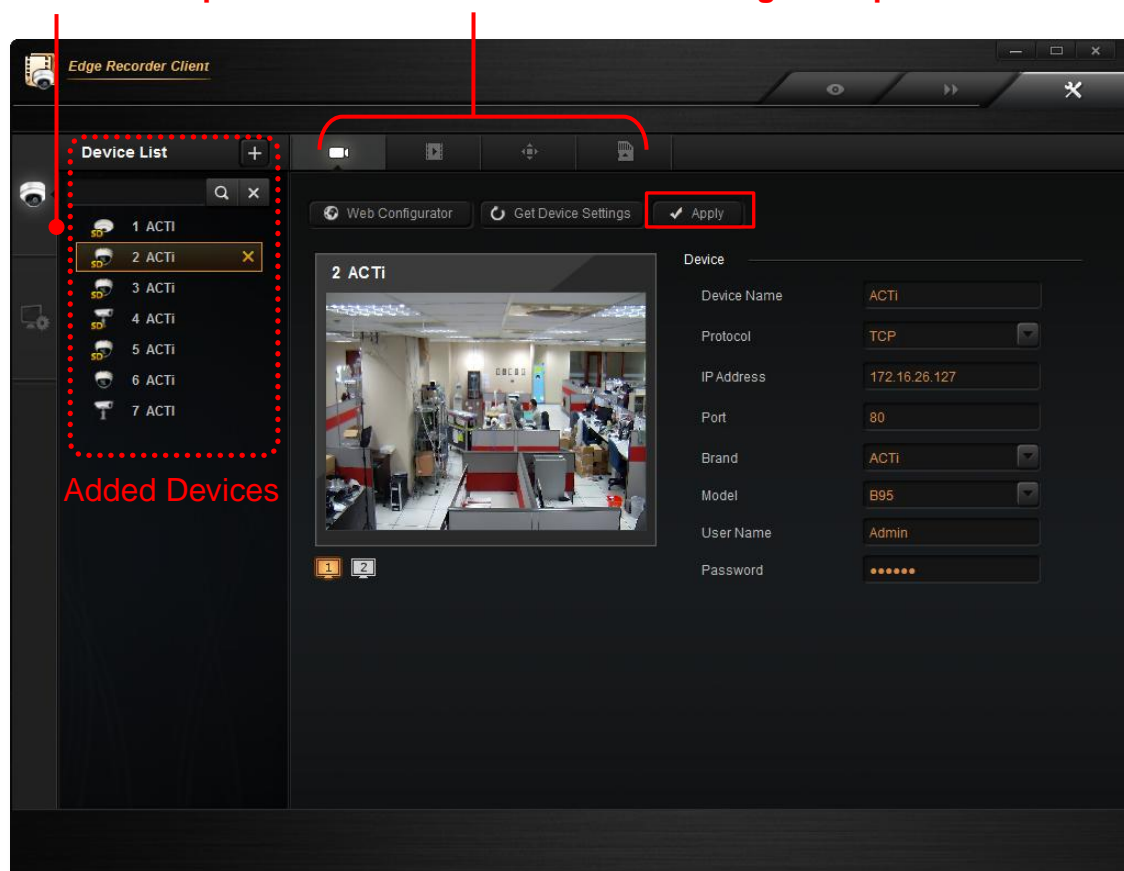 Edge Recorder Client
Device List
+
1 ACTI
2 ACTi
3 ACTi
4 ACTi
5 ACTi
6 ACTi
7 ACTI
Added Devices
Web Configurator
Get Device Settings
Apply
2 ACTi
1 2
Device
Device Name ACTi
Protocol TCP
IP Address 172.16.26.127
Port 80
Brand ACTi
Model B95
User Name Admin
Password ••••••